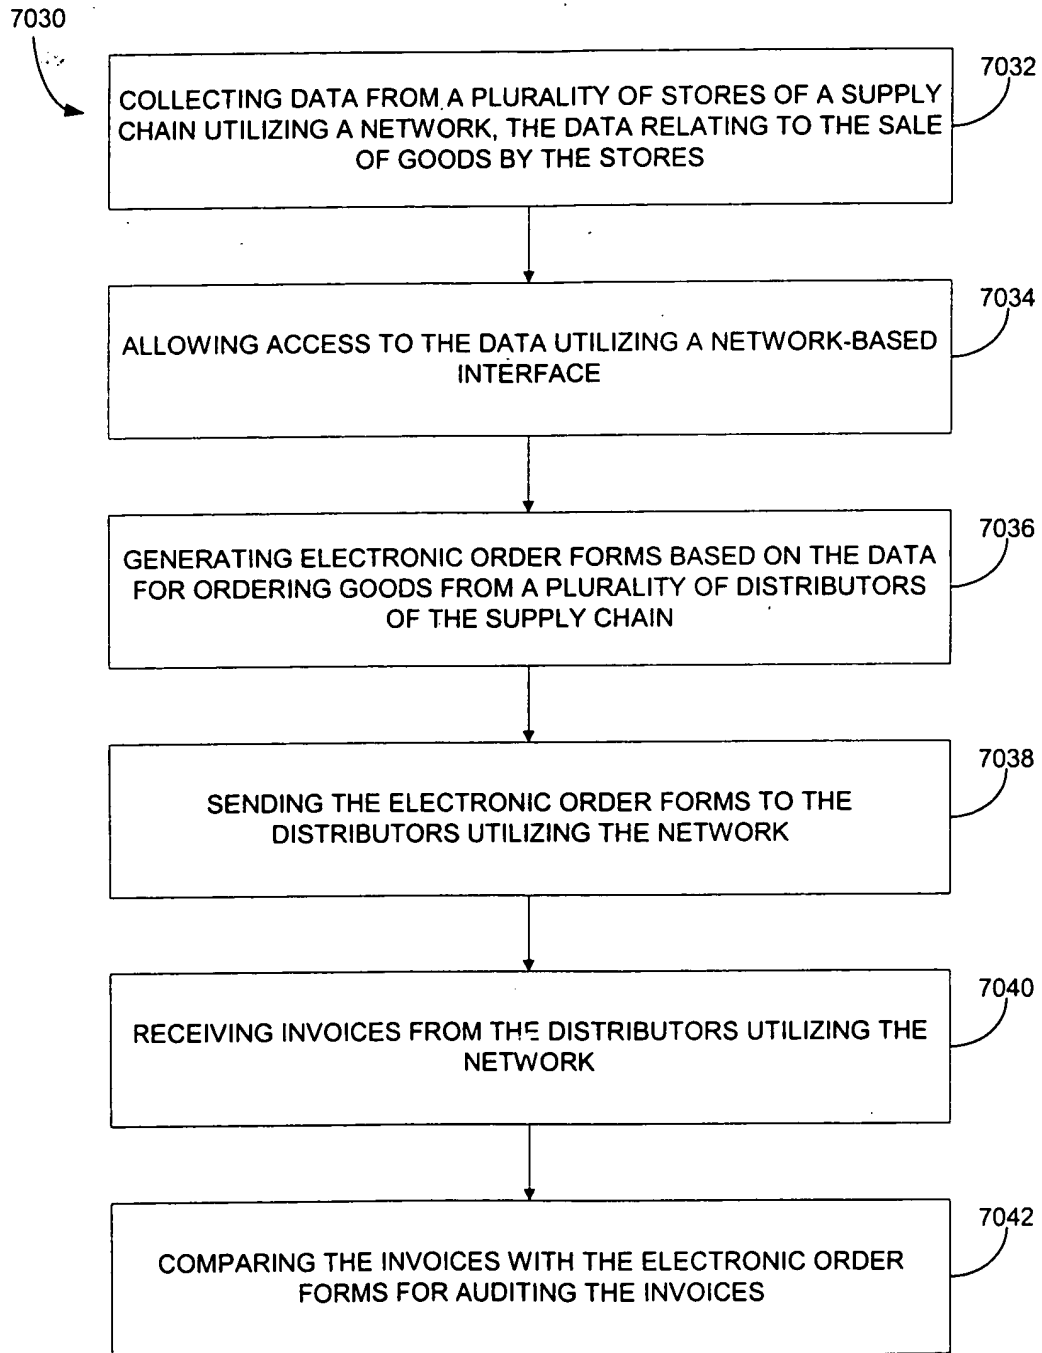 7030
7032
COLLECTING DATA FROM A PLURALITY OF STORES OF A SUPPLY
CHAIN UTILIZING A NETWORK, THE DATA RELATING TO THE SALE
OF GOODS BY THE STORES
7034
ALLOWING ACCESS TO THE DATA UTILIZING A NETWORK-BASED
INTERFACE
7036
GENERATING ELECTRONIC ORDER FORMS BASED ON THE DATA
FOR ORDERING GOODS FROM A PLURALITY OF DISTRIBUTORS
OF THE SUPPLY CHAIN
7038
SENDING THE ELECTRONIC ORDER FORMS TO THE
DISTRIBUTORS UTILIZING THE NETWORK
7040
RECEIVING INVOICES FROM THE DISTRIBUTORS UTILIZING THE
NETWORK
7042
COMPARING THE INVOICES WITH THE ELECTRONIC ORDER
FORMS FOR AUDITING THE INVOICES